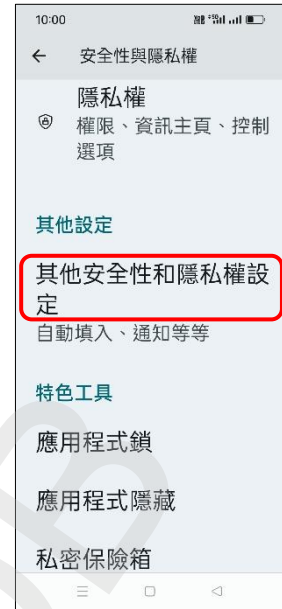 10:00
安全性與隱私權
隱私權
權限、資訊主頁、控制
選項
其他設定
其他安全性和隱私權設
定
自動填入、通知等等
特色工具
應用程式鎖
應用程式隱藏
私密保險箱